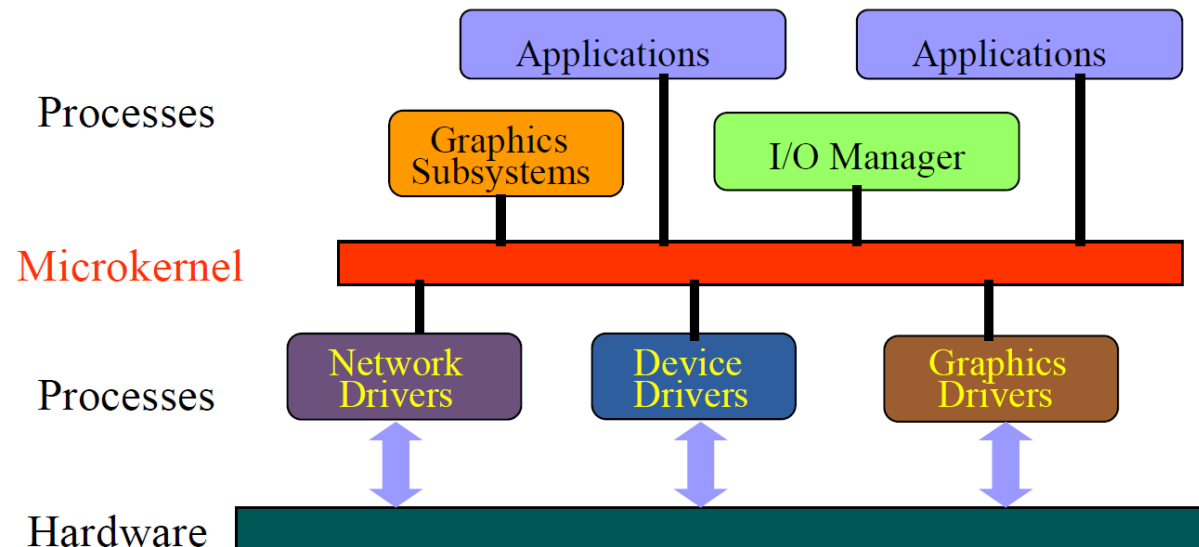 Applications
Applications
Processes
Graphics
Subsystems
I/O Manager
Microkernel
Network
Drivers
Device
Drivers
Graphics
Drivers
Processes
Hardware